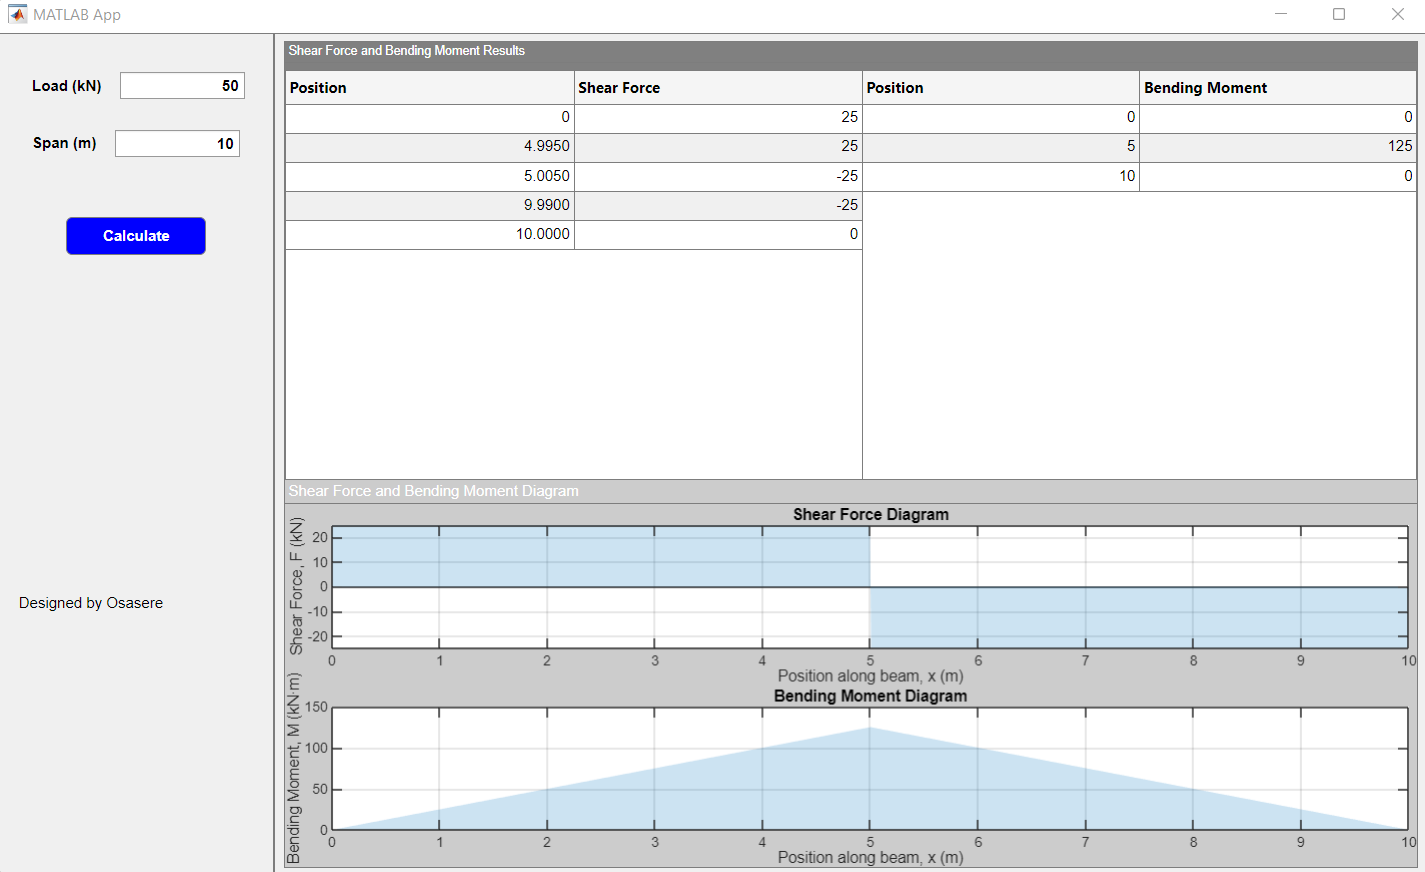 MATLAB App
Load (kN) 50
Span (m) 10
Calculate
Designed by Osasere
Shear Force and Bending Moment Results
Position Shear Force Position Bending Moment
0 25 0 0
4.9950 25 5 125
5.0050 -25 10 0
9.9900 -25
10.0000 0
Shear Force and Bending Moment Diagram
Shear Force Diagram
Shear Force, F (kN)
20
10
0
-10
-20
0 1 2 3 4 5 6 7 8 9 10
Position along beam, x (m)
Bending Moment Diagram
Bending Moment, M (kN·m)
150
100
50
0
0 1 2 3 4 5 6 7 8 9 10
Position along beam, x (m)